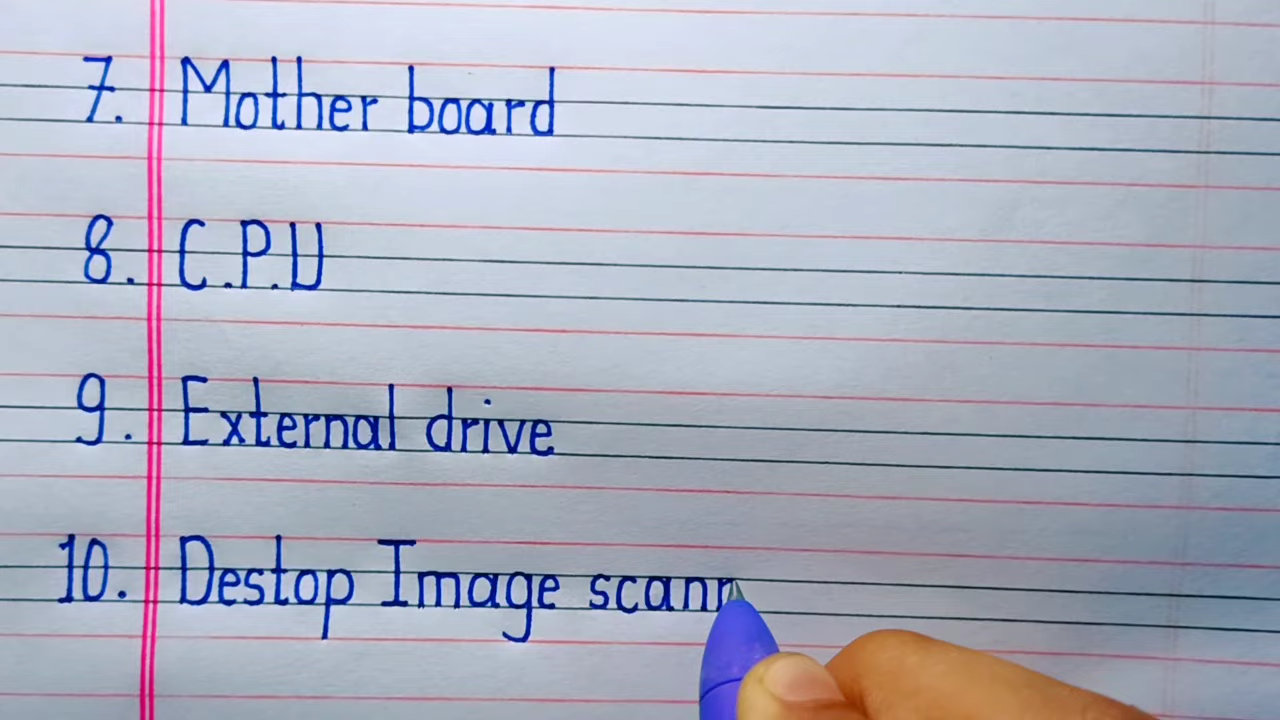 7. Mother board
8. C.P.U
9. External drive
10. Destop Image scann